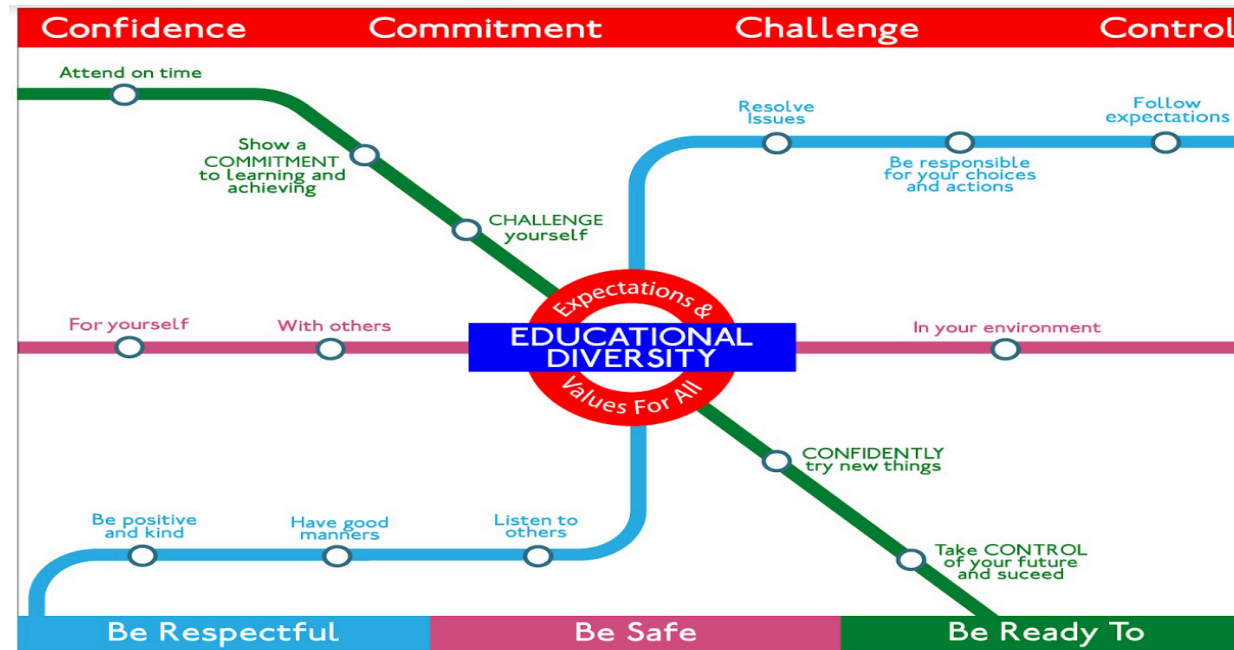 Confidence Commitment Challenge Control
Attend on time
Show a
COMMITMENT
to learning and
achieving
CHALLENGE
yourself
Resolve
Issues
Be responsible
for your choices
and actions
Follow
expectations
For yourself
With others
Expectations &
EDUCATIONAL
DIVERSITY
Values For All
In your environment
CONFIDENTLY
try new things
Be positive
and kind
Have good
manners
Listen to
others
Take CONTROL
of your future
and suceed
Be Respectful
Be Safe
Be Ready To